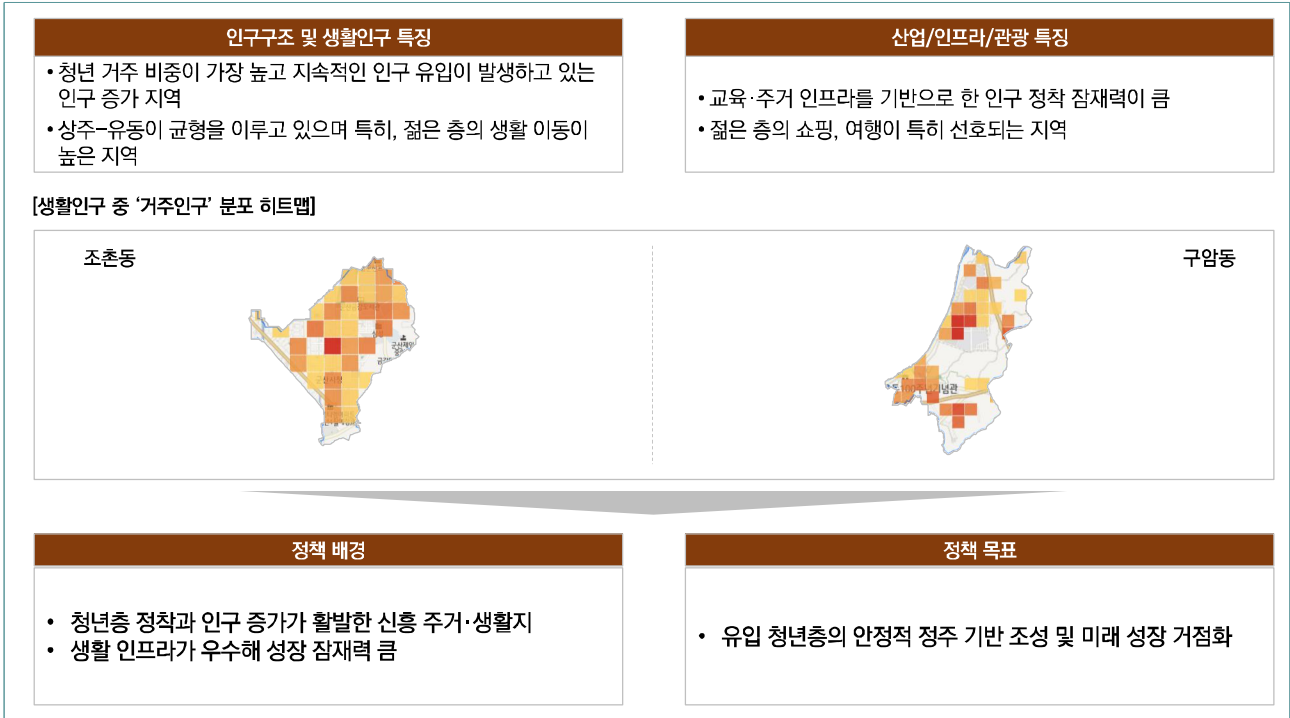 인구구조 및 생활인구 특징
• 청년 거주 비중이 가장 높고 지속적인 인구 유입이 발생하고 있는
인구 증가 지역
• 상주-유동이 균형을 이루고 있으며 특히, 젊은 층의 생활 이동이
높은 지역
산업/인프라/관광 특징
• 교육·주거 인프라를 기반으로 한 인구 정착 잠재력이 큼
• 젊은 층의 쇼핑, 여행이 특히 선호되는 지역
[생활인구 중 ‘거주인구’ 분포 히트맵]
조촌동
구암동
정책 배경
• 청년층 정착과 인구 증가가 활발한 신흥 주거·생활지
• 생활 인프라가 우수해 성장 잠재력 큼
정책 목표
• 유입 청년층의 안정적 정주 기반 조성 및 미래 성장 거점화